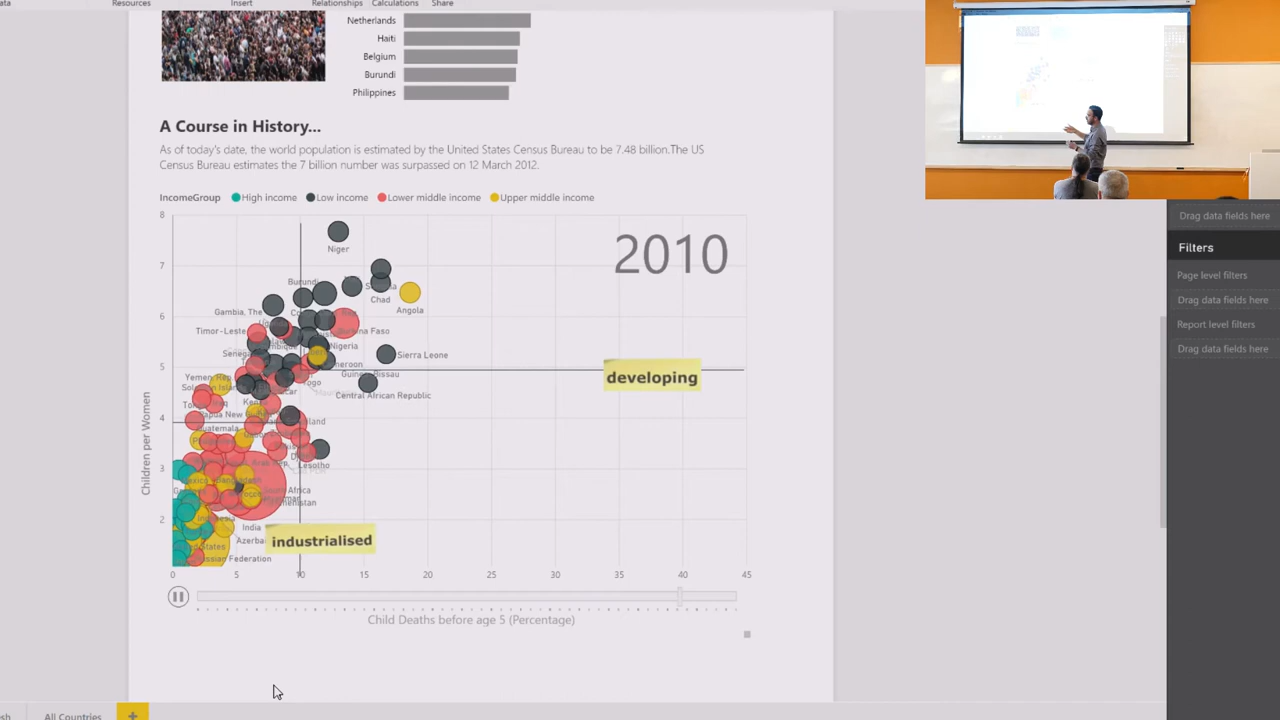 Resources Insert Relationships Calculations Share
Netherlands
Haiti
Belgium
Burundi
Philippines
A Course in History...
As of today's date, the world population is estimated by the United States Census Bureau to be 7.48 billion.The US
Census Bureau estimates the 7 billion number was surpassed on 12 March 2012.
IncomeGroup High income Low income Lower middle income Upper middle income
8
2010
Niger
7
Burundi
Chad
Gambia, The
Angola
6
Timor-Leste
Burkina Faso
Nigeria
Sierra Leone
5
Guinea-Bissau
Yemen, Rep
Togo
Central African Republic
developing
4
Papua New
Guatemala
Lesotho
3
South Africa
2
India
industrialised
Russian Federation
0 5 10 15 20 25 30 35 40 45
Children per Women
Child Deaths before age 5 (Percentage)
All Countries +
Drag data fields here
Filters
Page level filters
Drag data fields here
Report level filters
Drag data fields here